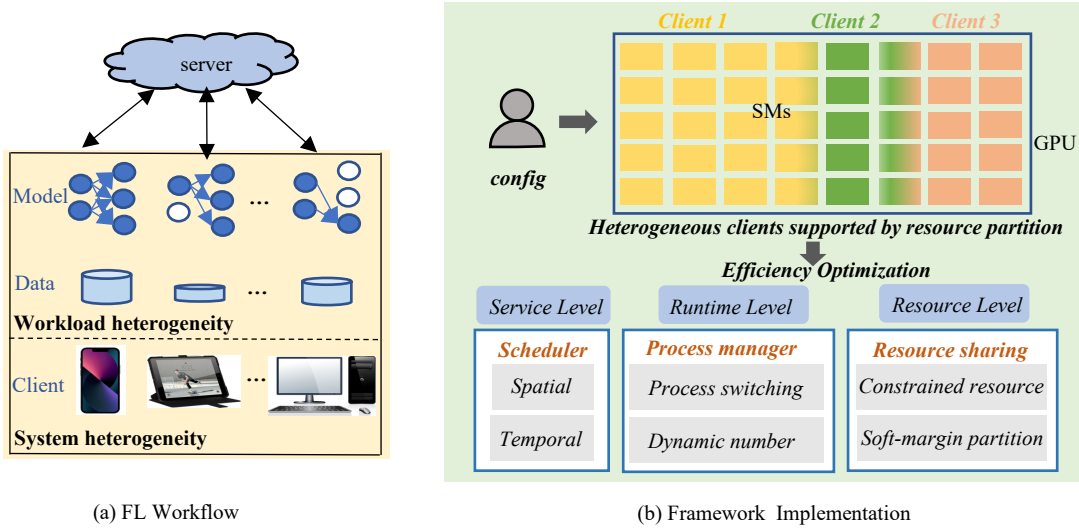 server
Model
...
Data
...
Workload heterogeneity
Client
...
System heterogeneity
(a) FL Workflow
Client 1 Client 2 Client 3
SMs
GPU
config
Heterogeneous clients supported by resource partition
Efficiency Optimization
Service Level Runtime Level Resource Level
Scheduler Process manager Resource sharing
Spatial Process switching Constrained resource
Temporal Dynamic number Soft-margin partition
(b) Framework Implementation